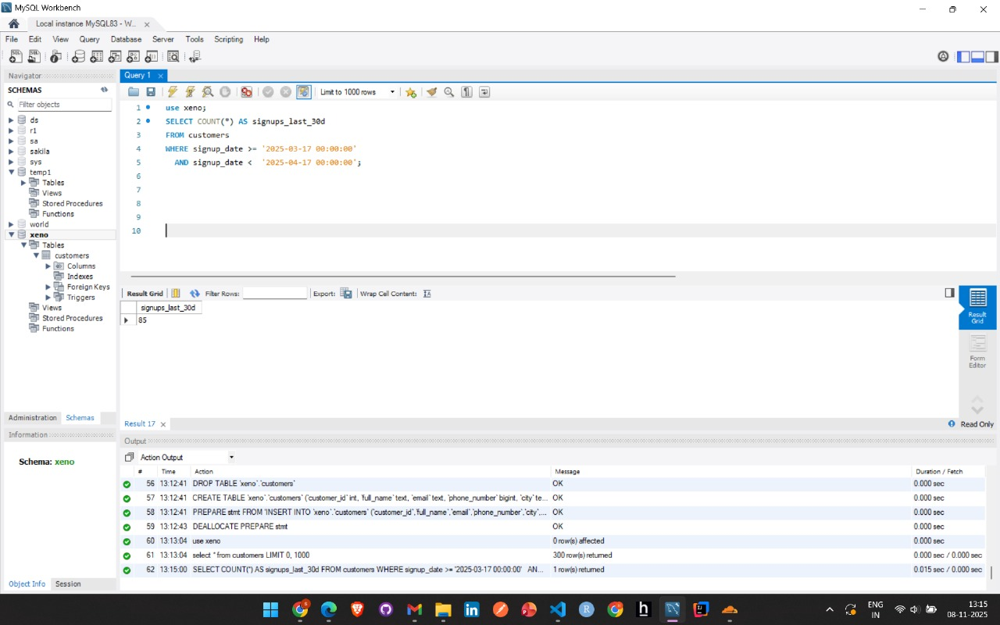 MySQL Workbench
Local instance MySQL83 - W... ×
File Edit View Query Database Server Tools Scripting Help
Navigator
SCHEMAS
Filter objects
ds
r1
sa
sakila
sys
temp1
Tables
Views
Stored Procedures
Functions
world
xeno
Tables
customers
Columns
Indexes
Foreign Keys
Triggers
Views
Stored Procedures
Functions
Administration Schemas
Information
Schema: xeno
Object Info Session
Query 1 ×
Limit to 1000 rows
1 use xeno;
2 SELECT COUNT(*) AS signups_last_30d
3 FROM customers
4 WHERE signup_date >= '2025-03-17 00:00:00'
5 AND signup_date < '2025-04-17 00:00:00';
6
7
8
9
10
Result Grid Filter Rows: Export: Wrap Cell Content:
signups_last_30d
85
Result Grid
Form Editor
Result 17 ×
Read Only
Output
Action Output
# Time Action Message Duration / Fetch
56 13:12:41 DROP TABLE `xeno`.`customers` OK 0.000 sec
57 13:12:41 CREATE TABLE `xeno`.`customers` (`customer_id` int, `full_name` text, `email` text, `phone_number` bigint, `city` te... OK 0.000 sec
58 13:12:41 PREPARE stmt FROM 'INSERT INTO `xeno`.`customers` (`customer_id`,`full_name`,`email`,`phone_number`,`city`,... OK 0.000 sec
59 13:12:43 DEALLOCATE PREPARE stmt OK 0.000 sec
60 13:13:04 use xeno 0 row(s) affected 0.000 sec
61 13:13:04 select * from customers LIMIT 0, 1000 300 row(s) returned 0.000 sec / 0.000 sec
62 13:15:00 SELECT COUNT(*) AS signups_last_30d FROM customers WHERE signup_date >= '2025-03-17 00:00:00' AN... 1 row(s) returned 0.015 sec / 0.000 sec
ENG
IN
13:15
08-11-2025